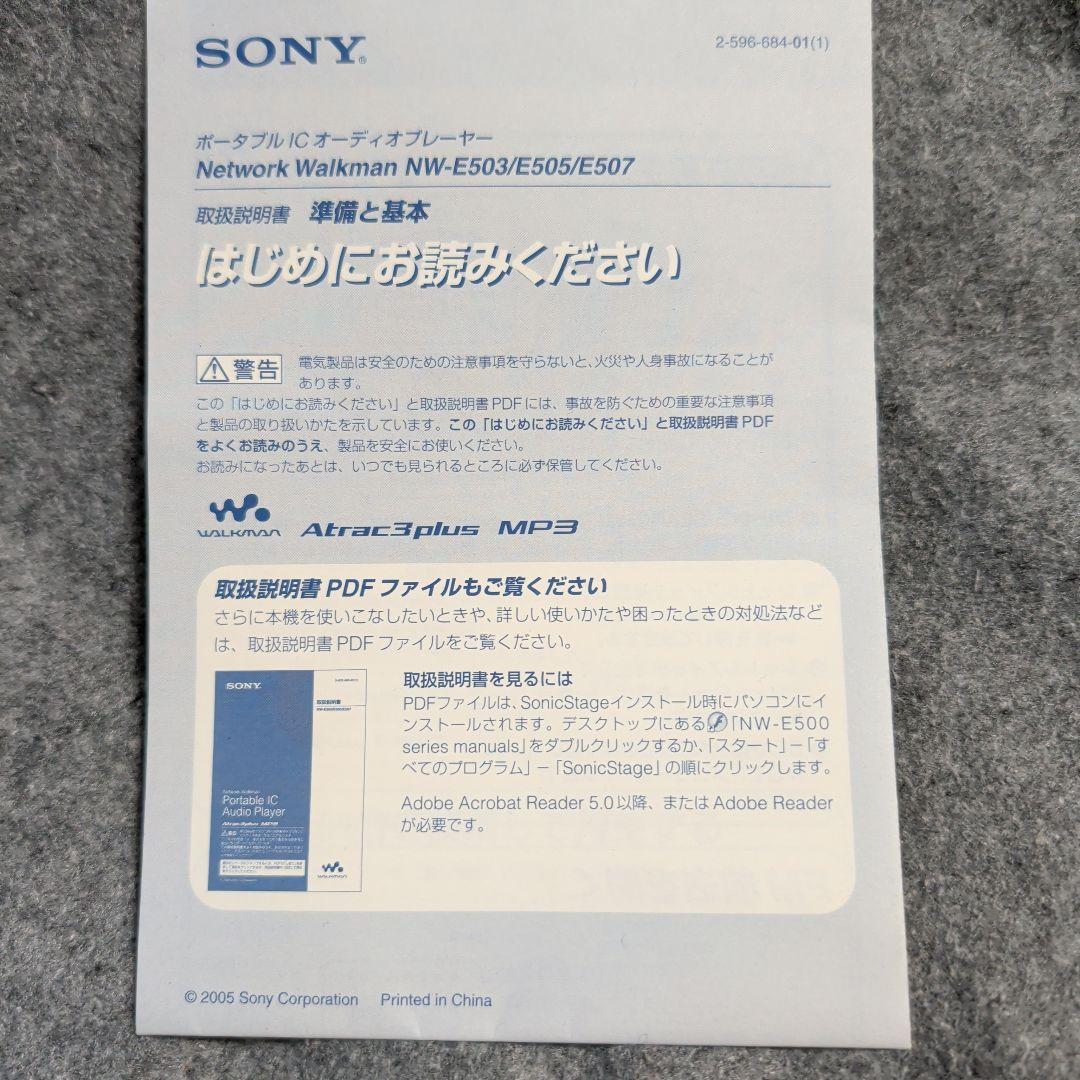 SONY®
2-596-684-01(1)
ポータブルICオーディオプレーヤー
Network Walkman NW-E503/E505/E507
取扱説明書 準備と基本
はじめにお読みください
警告 電気製品は安全のための注意事項を守らないと、火災や人身事故になることが
あります。
この「はじめにお読みください」と取扱説明書PDFには、事故を防ぐための重要な注意事項
と製品の取り扱いかたを示しています。この「はじめにお読みください」と取扱説明書PDF
をよくお読みのうえ、製品を安全にお使いください。
お読みになったあとは、いつでも見られるところに必ず保管してください。
WALKMAN Atrac3plus MP3
取扱説明書PDFファイルもご覧ください
さらに本機を使いこなしたいときや、詳しい使いかたや困ったときの対処法など
は、取扱説明書PDFファイルをご覧ください。
取扱説明書を見るには
PDFファイルは、SonicStageインストール時にパソコンにイ
ンストールされます。デスクトップにある「NW-E500
series manuals」をダブルクリックするか、「スタート」－「す
べてのプログラム」－「SonicStage」の順にクリックします。
Adobe Acrobat Reader 5.0以降、またはAdobe Reader
が必要です。
SONY
取扱説明書
NW-E503/E505/E507
Network Walkman
Portable IC
Audio Player
Atrac3plus MP3
WALKMAN
© 2005 Sony Corporation Printed in China